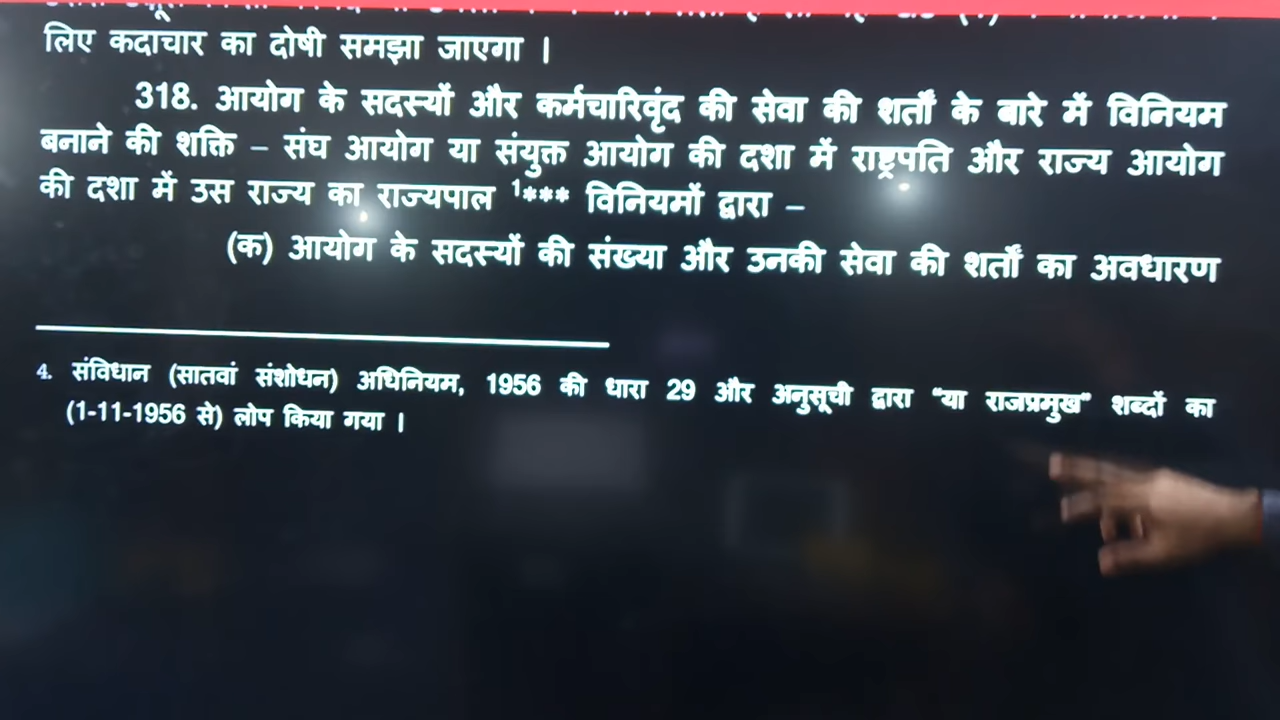 लिए कदाचार का दोषी समझा जाएगा ।
318. आयोग के सदस्यों और कर्मचारिवृंद की सेवा की शर्तों के बारे में विनियम
बनाने की शक्ति – संघ आयोग या संयुक्त आयोग की दशा में राष्ट्रपति और राज्य आयोग
की दशा में उस राज्य का राज्यपाल ¹*** विनियमों द्वारा –
(क) आयोग के सदस्यों की संख्या और उनकी सेवा की शर्तों का अवधारण
4. संविधान (सातवां संशोधन) अधिनियम, 1956 की धारा 29 और अनुसूची द्वारा “या राजप्रमुख” शब्दों का
(1-11-1956 से) लोप किया गया ।